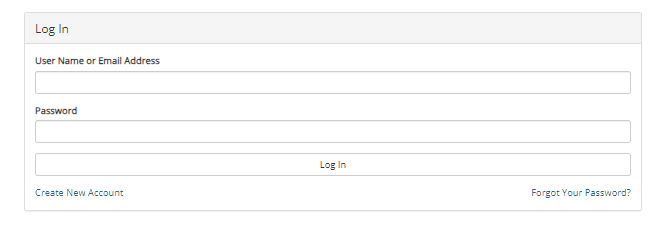 Log In
User Name or Email Address
Password
Log In
Create New Account Forgot Your Password?